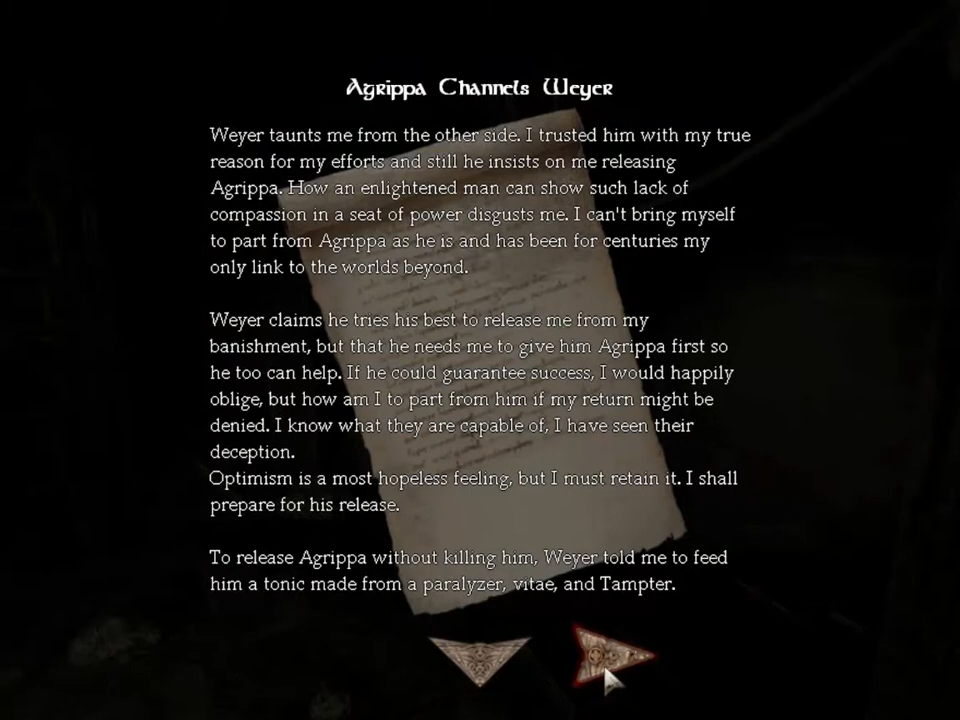 Agrippa Channels Weyer
Weyer taunts me from the other side. I trusted him with my true
reason for my efforts and still he insists on me releasing
Agrippa. How an enlightened man can show such lack of
compassion in a seat of power disgusts me. I can't bring myself
to part from Agrippa as he is and has been for centuries my
only link to the worlds beyond.
Weyer claims he tries his best to release me from my
banishment, but that he needs me to give him Agrippa first so
he too can help. If he could guarantee success, I would happily
oblige, but how am I to part from him if my return might be
denied. I know what they are capable of, I have seen their
deception.
Optimism is a most hopeless feeling, but I must retain it. I shall
prepare for his release.
To release Agrippa without killing him, Weyer told me to feed
him a tonic made from a paralyzer, vitae, and Tampter.